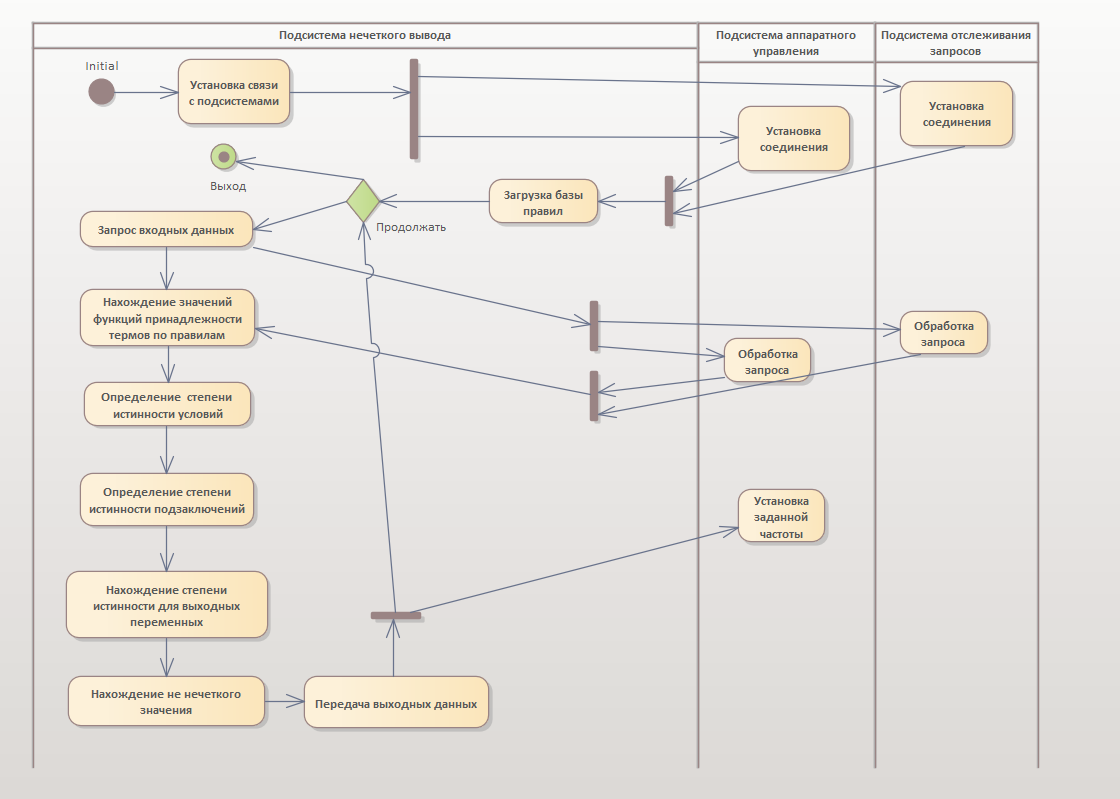 Подсистема нечеткого вывода
Подсистема аппаратного
управления
Подсистема отслеживания
запросов
Initial
Установка связи
с подсистемами
Установка
соединения
Установка
соединения
Выход
Загрузка базы
правил
Продолжать
Запрос входных данных
Нахождение значений
функций принадлежности
термов по правилам
Обработка
запроса
Обработка
запроса
Определение степени
истинности условий
Определение степени
истинности подзаключений
Установка
заданной
частоты
Нахождение степени
истинности для выходных
переменных
Нахождение не нечеткого
значения
Передача выходных данных